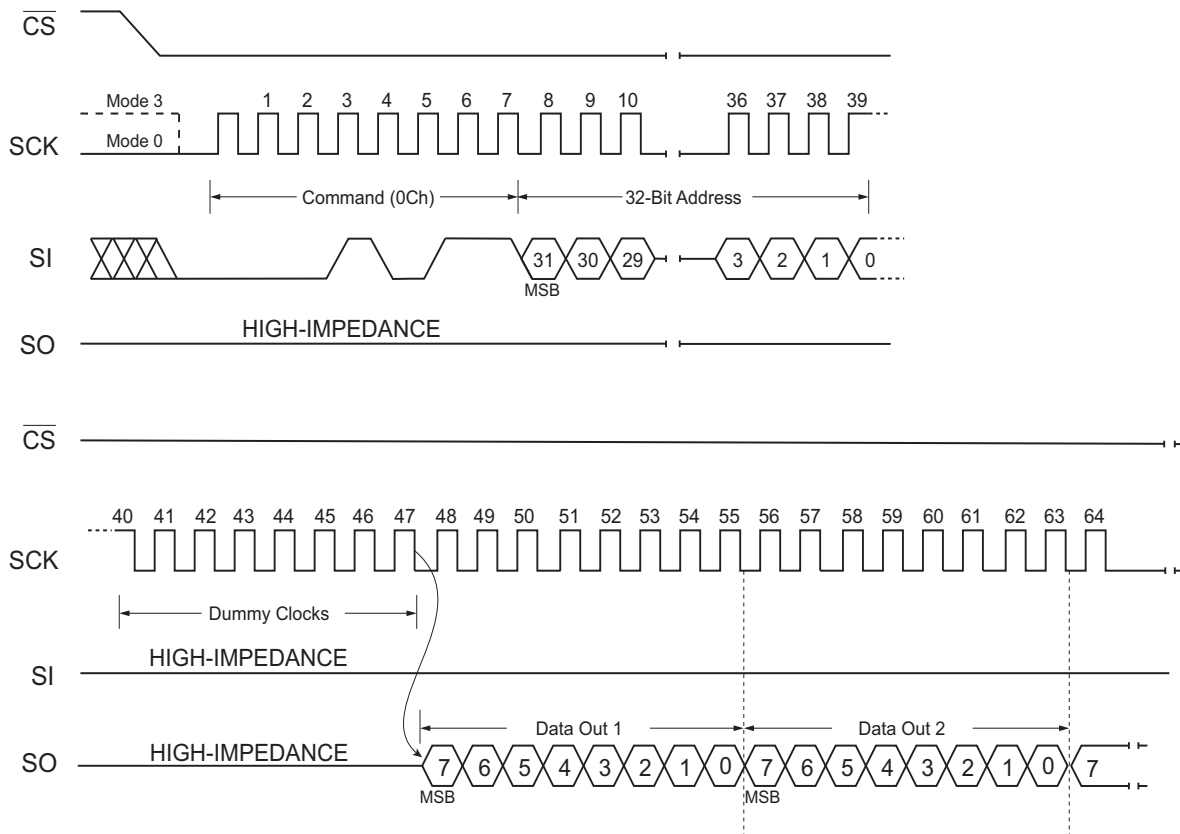 CS
Mode 3
1 2 3 4 5 6 7 8 9 10 36 37 38 39
SCK
Mode 0
Command (0Ch)
32-Bit Address
SI
31 30 29 3 2 1 0
MSB
HIGH-IMPEDANCE
SO
CS
40 41 42 43 44 45 46 47 48 49 50 51 52 53 54 55 56 57 58 59 60 61 62 63 64
SCK
Dummy Clocks
HIGH-IMPEDANCE
SI
Data Out 1
Data Out 2
HIGH-IMPEDANCE
SO
7 6 5 4 3 2 1 0 7 6 5 4 3 2 1 0 7
MSB MSB